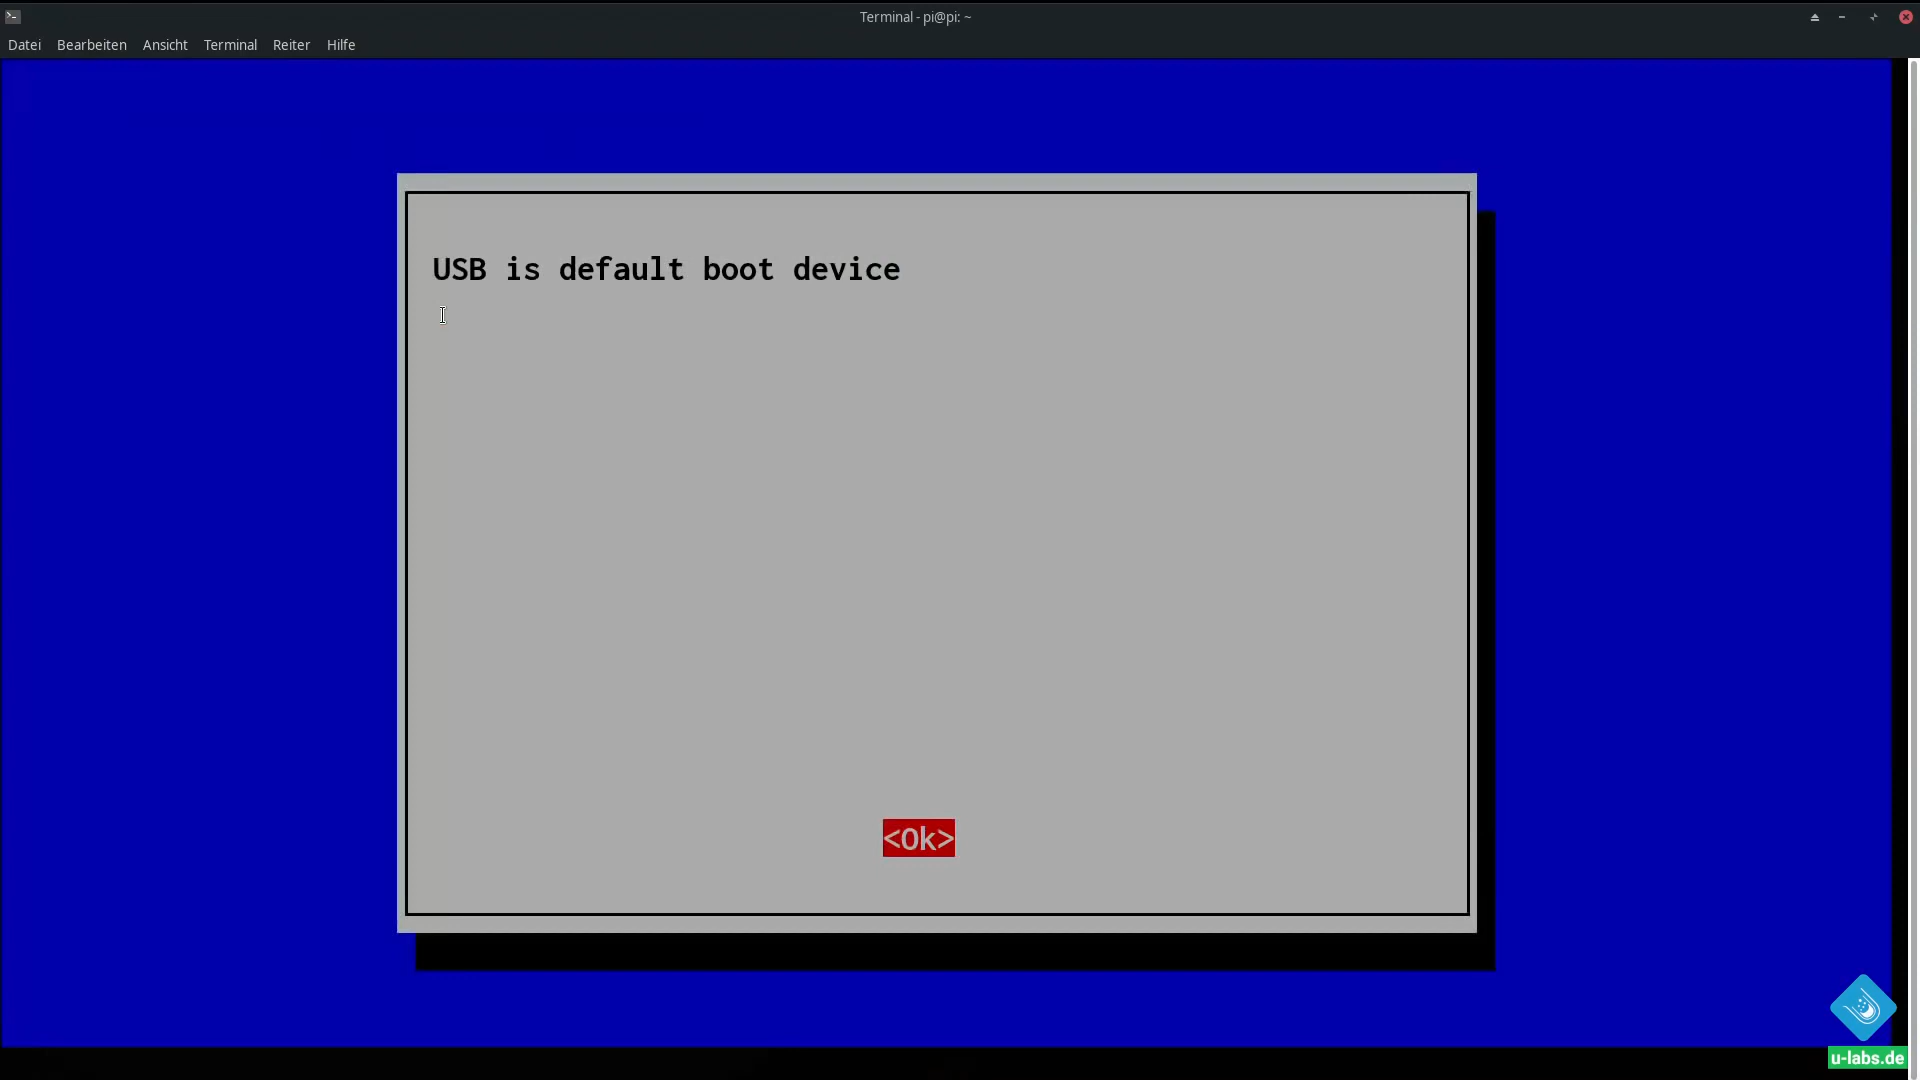 Terminal - pi@pi: ~
Datei Bearbeiten Ansicht Terminal Reiter Hilfe
USB is default boot device
<Ok>
u-labs.de